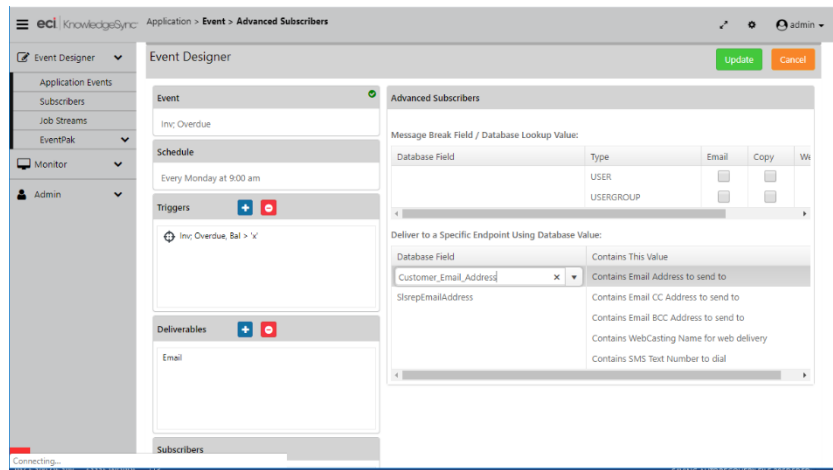 eci KnowledgeSync
Application > Event > Advanced Subscribers
admin
Event Designer
Application Events
Subscribers
Job Streams
EventPak
Monitor
Admin
Event Designer
Update
Cancel
Event
Inv; Overdue
Schedule
Every Monday at 9:00 am
Triggers
Inv; Overdue, Bal > 'x'
Deliverables
Email
Subscribers
Advanced Subscribers
Message Break Field / Database Lookup Value:
Database Field Type Email Copy We
USER
USERGROUP
Deliver to a Specific Endpoint Using Database Value:
Database Field Contains This Value
Customer_Email_Address Contains Email Address to send to
SlsrepEmailAddress Contains Email CC Address to send to
Contains Email BCC Address to send to
Contains WebCasting Name for web delivery
Contains SMS Text Number to dial
Connecting...